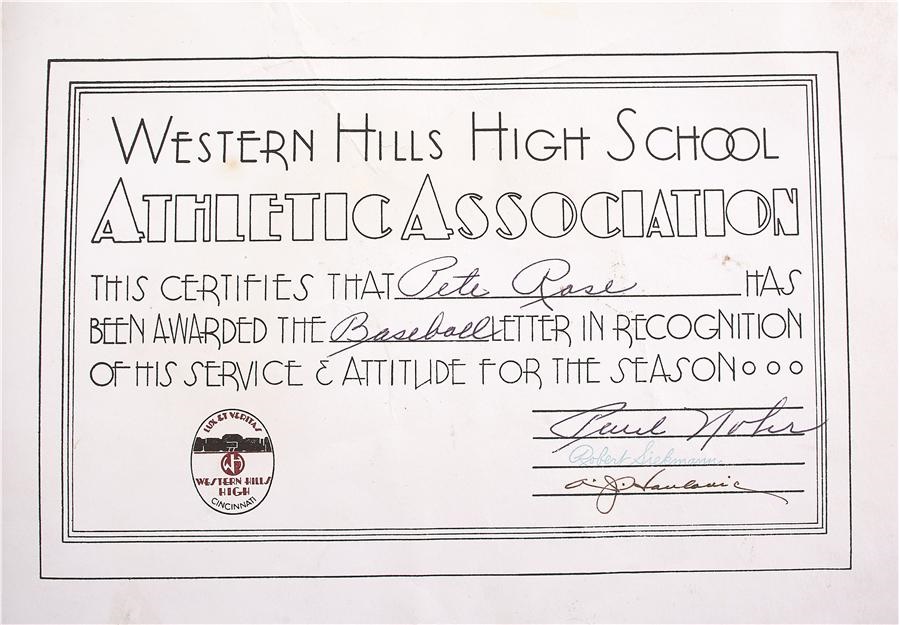 WESTERN HILLS HIGH SCHOOL
ATHLETIC ASSOCIATION
THIS CERTIFIES THAT Pete Rose HAS
BEEN AWARDED THE Baseball LETTER IN RECOGNITION
OF HIS SERVICE & ATTITUDE FOR THE SEASON ○ ○ ○
Paul Nohr
Robert Siekmann
LUX ET VERITAS
WH
WESTERN HILLS
HIGH
CINCINNATI